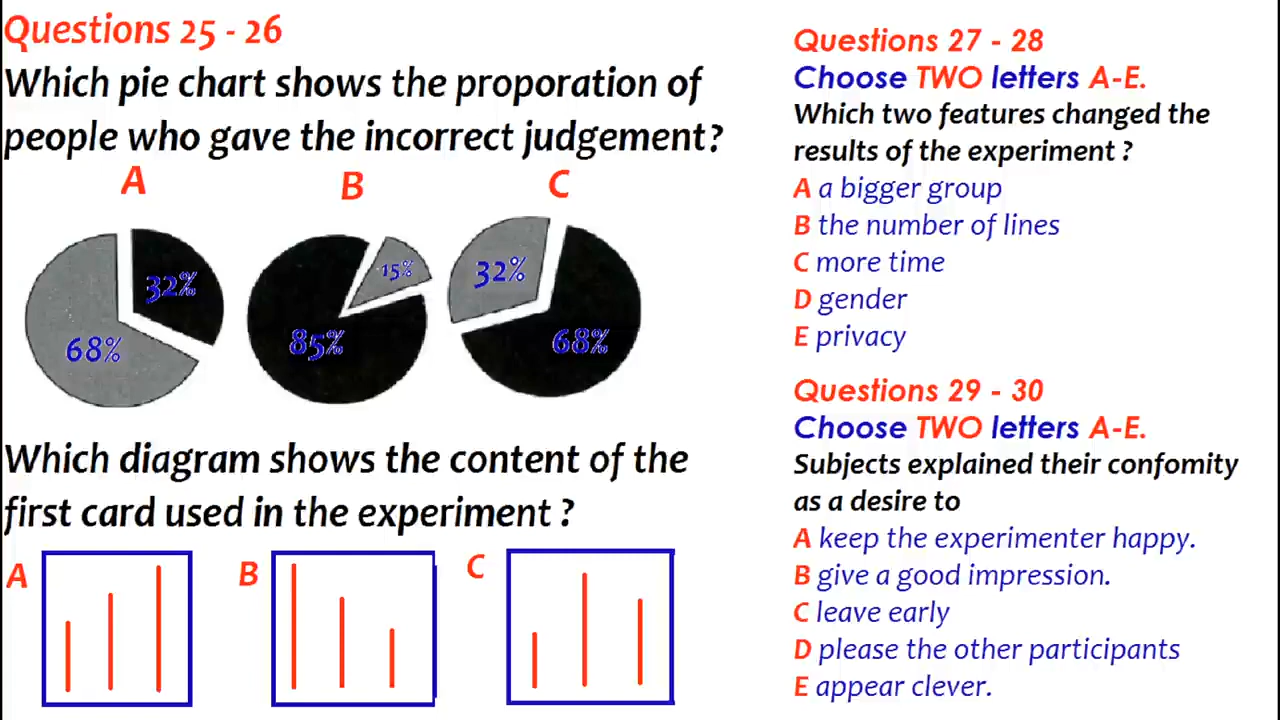 Questions 25 - 26
Which pie chart shows the proporation of
people who gave the incorrect judgement?
A
B
C
68%
32%
85%
15%
32%
68%
Which diagram shows the content of the
first card used in the experiment ?
A
B
C
Questions 27 - 28
Choose TWO letters A-E.
Which two features changed the
results of the experiment ?
A a bigger group
B the number of lines
C more time
D gender
E privacy
Questions 29 - 30
Choose TWO letters A-E.
Subjects explained their confomity
as a desire to
A keep the experimenter happy.
B give a good impression.
C leave early
D please the other participants
E appear clever.